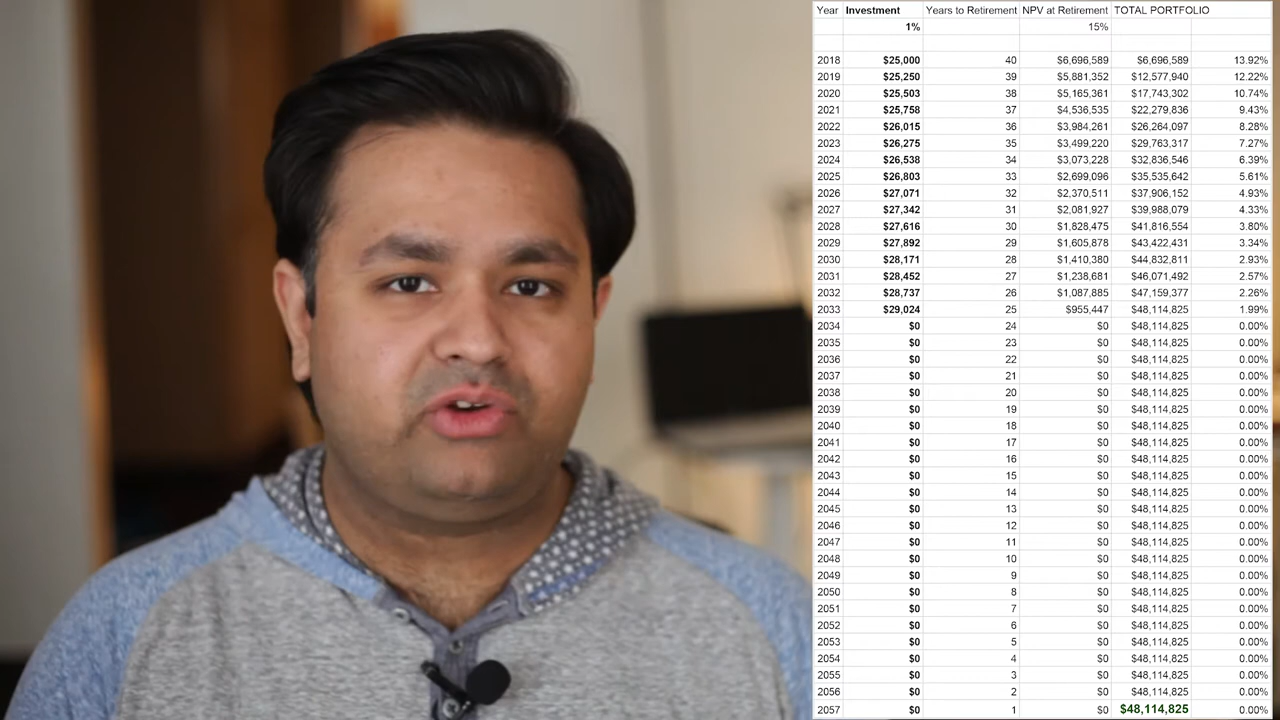 Year Investment Years to Retirement NPV at Retirement TOTAL PORTFOLIO
1% 15%
2018 $25,000 40 $6,696,589 $6,696,589 13.92%
2019 $25,250 39 $5,881,352 $12,577,940 12.22%
2020 $25,503 38 $5,165,361 $17,743,302 10.74%
2021 $25,758 37 $4,536,535 $22,279,836 9.43%
2022 $26,015 36 $3,984,261 $26,264,097 8.28%
2023 $26,275 35 $3,499,220 $29,763,317 7.27%
2024 $26,538 34 $3,073,228 $32,836,546 6.39%
2025 $26,803 33 $2,699,096 $35,535,642 5.61%
2026 $27,071 32 $2,370,511 $37,906,152 4.93%
2027 $27,342 31 $2,081,927 $39,988,079 4.33%
2028 $27,616 30 $1,828,475 $41,816,554 3.80%
2029 $27,892 29 $1,605,878 $43,422,431 3.34%
2030 $28,171 28 $1,410,380 $44,832,811 2.93%
2031 $28,452 27 $1,238,681 $46,071,492 2.57%
2032 $28,737 26 $1,087,885 $47,159,377 2.26%
2033 $29,024 25 $955,447 $48,114,825 1.99%
2034 $0 24 $0 $48,114,825 0.00%
2035 $0 23 $0 $48,114,825 0.00%
2036 $0 22 $0 $48,114,825 0.00%
2037 $0 21 $0 $48,114,825 0.00%
2038 $0 20 $0 $48,114,825 0.00%
2039 $0 19 $0 $48,114,825 0.00%
2040 $0 18 $0 $48,114,825 0.00%
2041 $0 17 $0 $48,114,825 0.00%
2042 $0 16 $0 $48,114,825 0.00%
2043 $0 15 $0 $48,114,825 0.00%
2044 $0 14 $0 $48,114,825 0.00%
2045 $0 13 $0 $48,114,825 0.00%
2046 $0 12 $0 $48,114,825 0.00%
2047 $0 11 $0 $48,114,825 0.00%
2048 $0 10 $0 $48,114,825 0.00%
2049 $0 9 $0 $48,114,825 0.00%
2050 $0 8 $0 $48,114,825 0.00%
2051 $0 7 $0 $48,114,825 0.00%
2052 $0 6 $0 $48,114,825 0.00%
2053 $0 5 $0 $48,114,825 0.00%
2054 $0 4 $0 $48,114,825 0.00%
2055 $0 3 $0 $48,114,825 0.00%
2056 $0 2 $0 $48,114,825 0.00%
2057 $0 1 $0 $48,114,825 0.00%